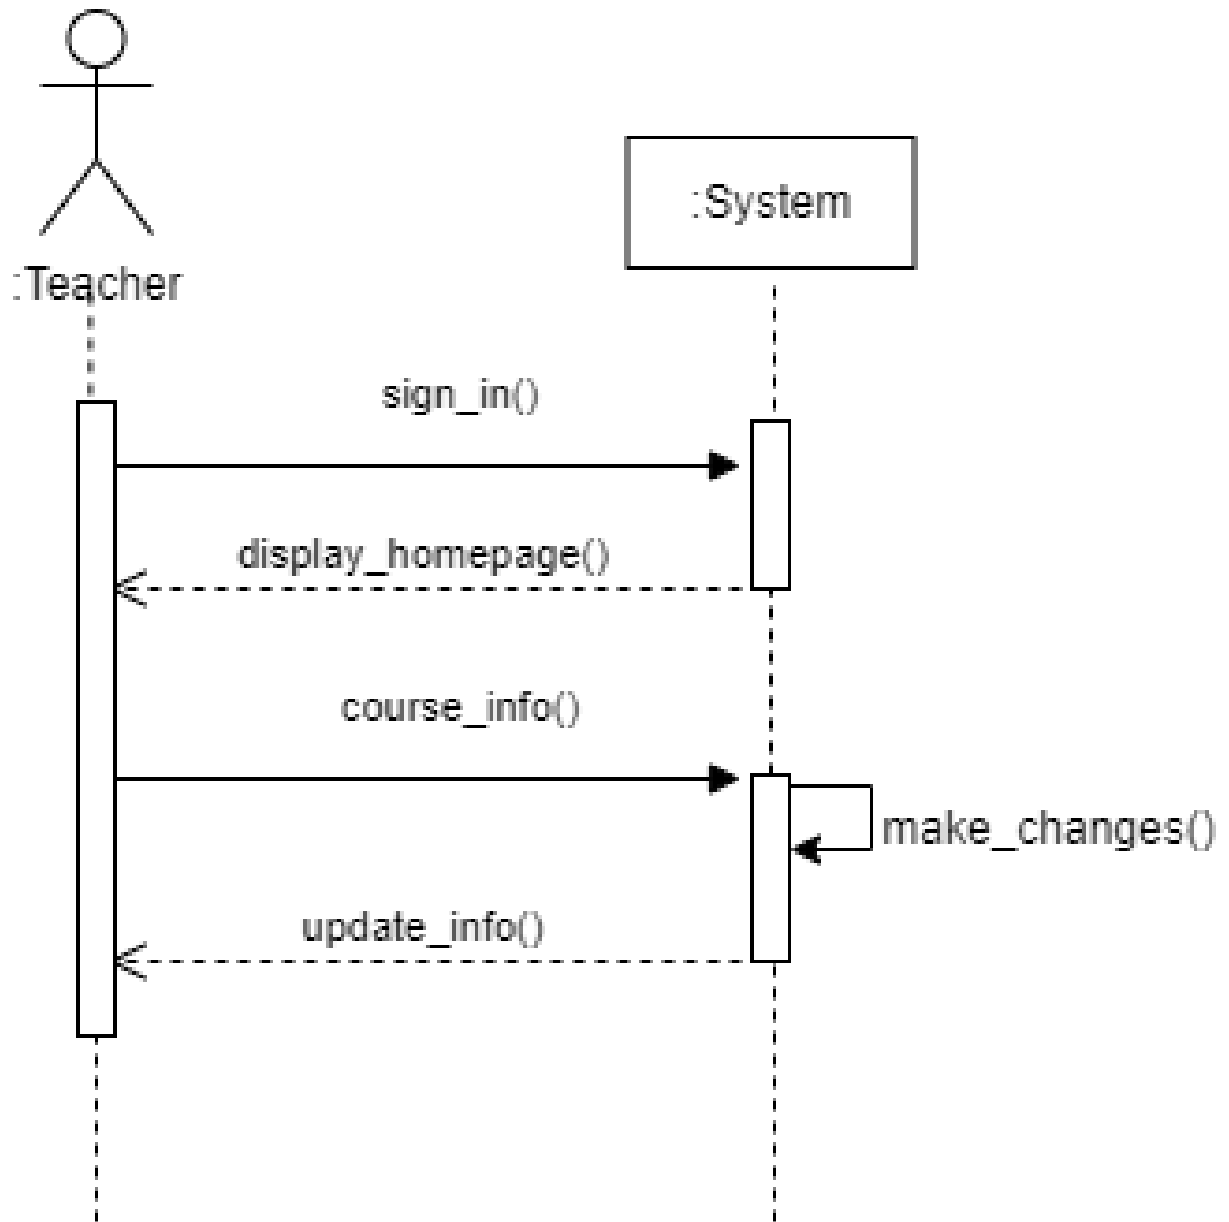 :System
:Teacher
sign_in()
display_homepage()
course_info()
make_changes()
update_info()